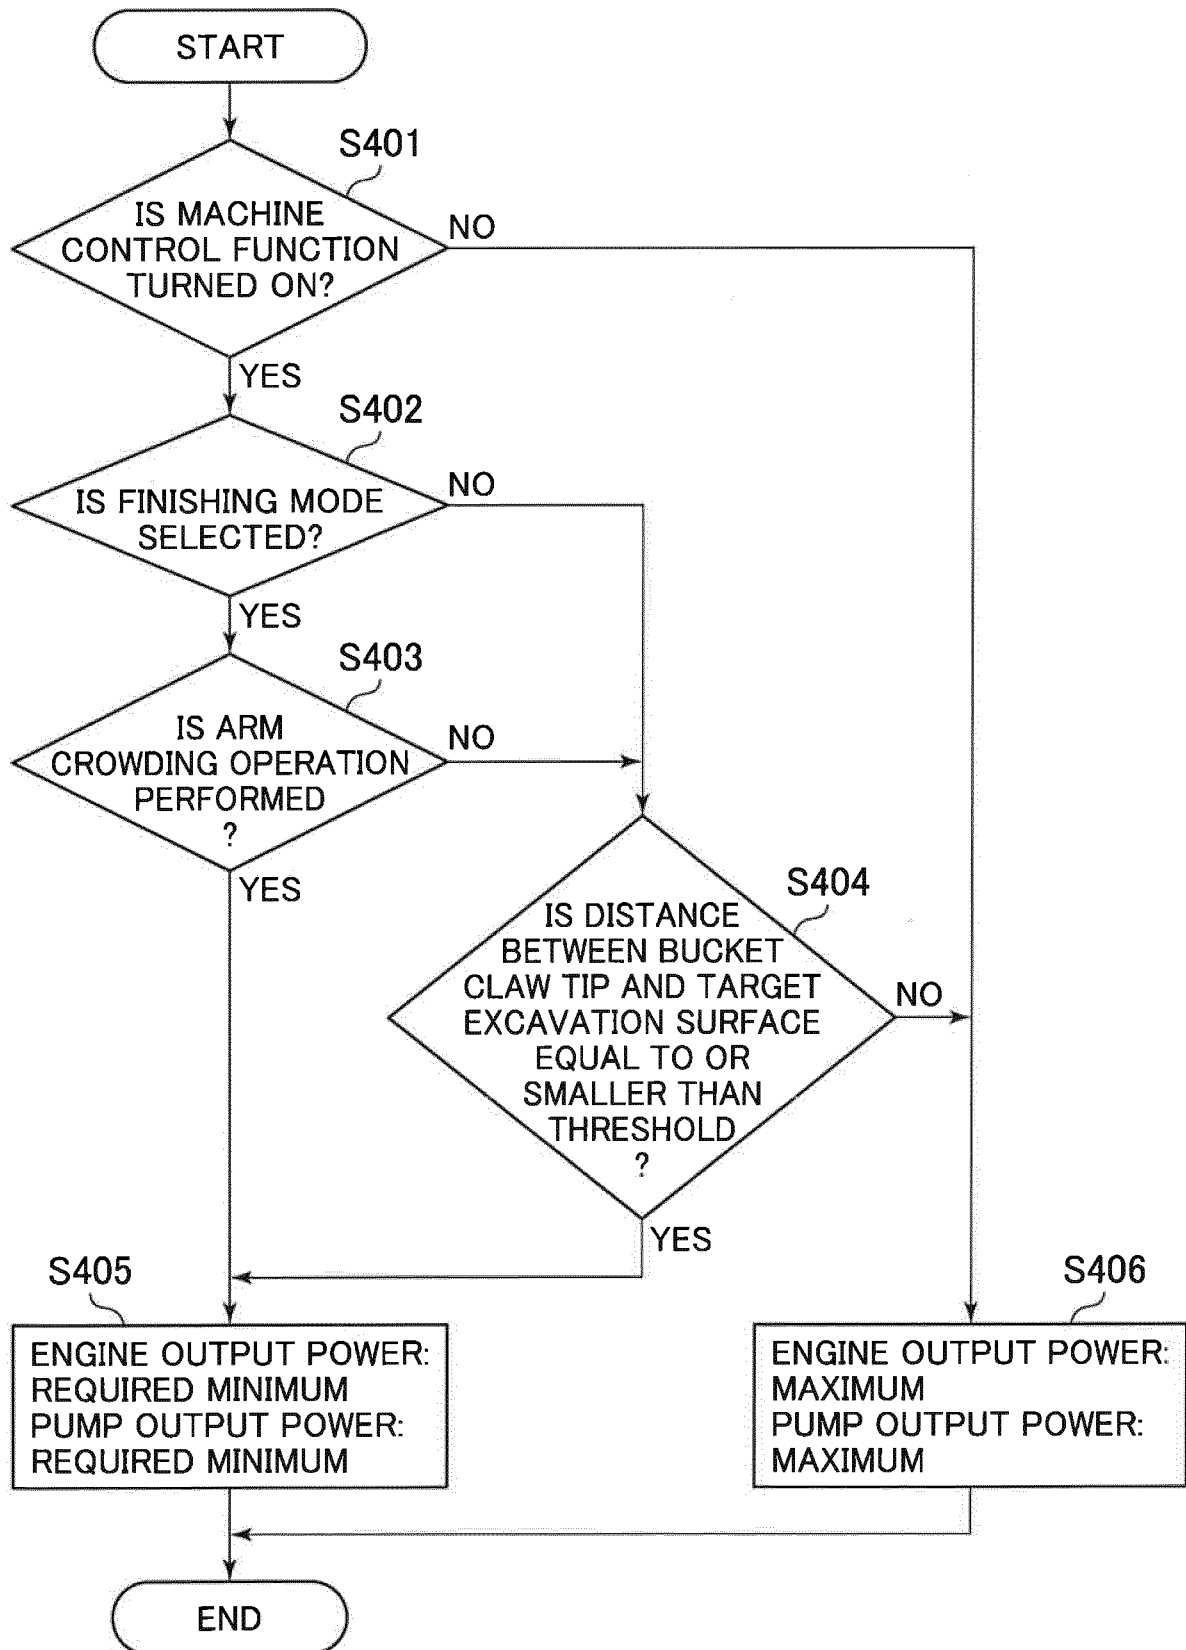 START
S401
IS MACHINE
CONTROL FUNCTION
TURNED ON?
NO
YES
S402
IS FINISHING MODE
SELECTED?
NO
YES
S403
IS ARM
CROWDING OPERATION
PERFORMED
?
NO
YES
S404
IS DISTANCE
BETWEEN BUCKET
CLAW TIP AND TARGET
EXCAVATION SURFACE
EQUAL TO OR
SMALLER THAN
THRESHOLD
?
NO
YES
S405
ENGINE OUTPUT POWER:
REQUIRED MINIMUM
PUMP OUTPUT POWER:
REQUIRED MINIMUM
S406
ENGINE OUTPUT POWER:
MAXIMUM
PUMP OUTPUT POWER:
MAXIMUM
END